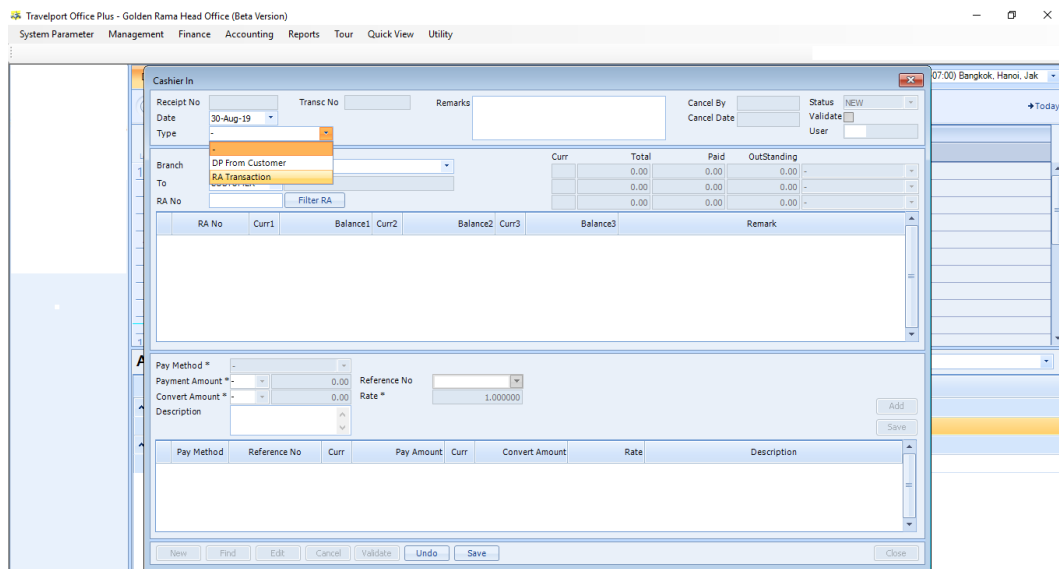 Travelport Office Plus - Golden Rama Head Office (Beta Version)
System Parameter Management Finance Accounting Reports Tour Quick View Utility
07:00) Bangkok, Hanoi, Jak
Today
Cashier In
Receipt No Transc No Remarks Cancel By Status NEW
Date 30-Aug-19 Cancel Date Validate
Type - User
-
DP From Customer
RA Transaction
Branch Curr Total Paid OutStanding
0.00 0.00 0.00 -
To CUSTOMER 0.00 0.00 0.00 -
RA No Filter RA 0.00 0.00 0.00 -
RA No Curr1 Balance1 Curr2 Balance2 Curr3 Balance3 Remark
Pay Method * -
Payment Amount * - 0.00 Reference No
Convert Amount * - 0.00 Rate * 1.000000
Description Add
Save
Pay Method Reference No Curr Pay Amount Curr Convert Amount Rate Description
New Find Edit Cancel Validate Undo Save Close